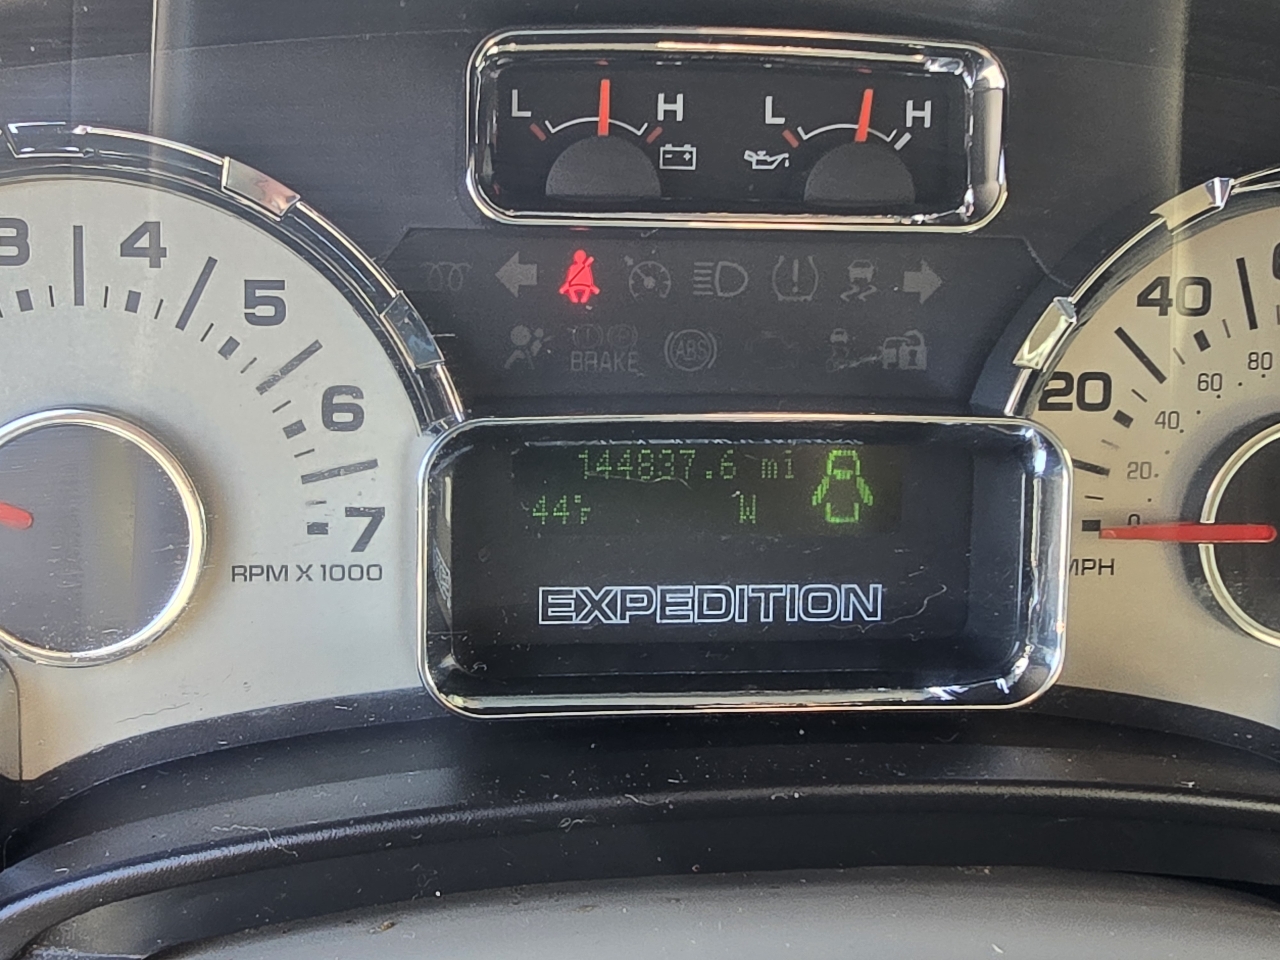 L H L H
3 4 5 6 7
RPM X 1000
BRAKE
ABS
144837.6 mi
44°F W
EXPEDITION
20 40
0 20 40 60 80
MPH